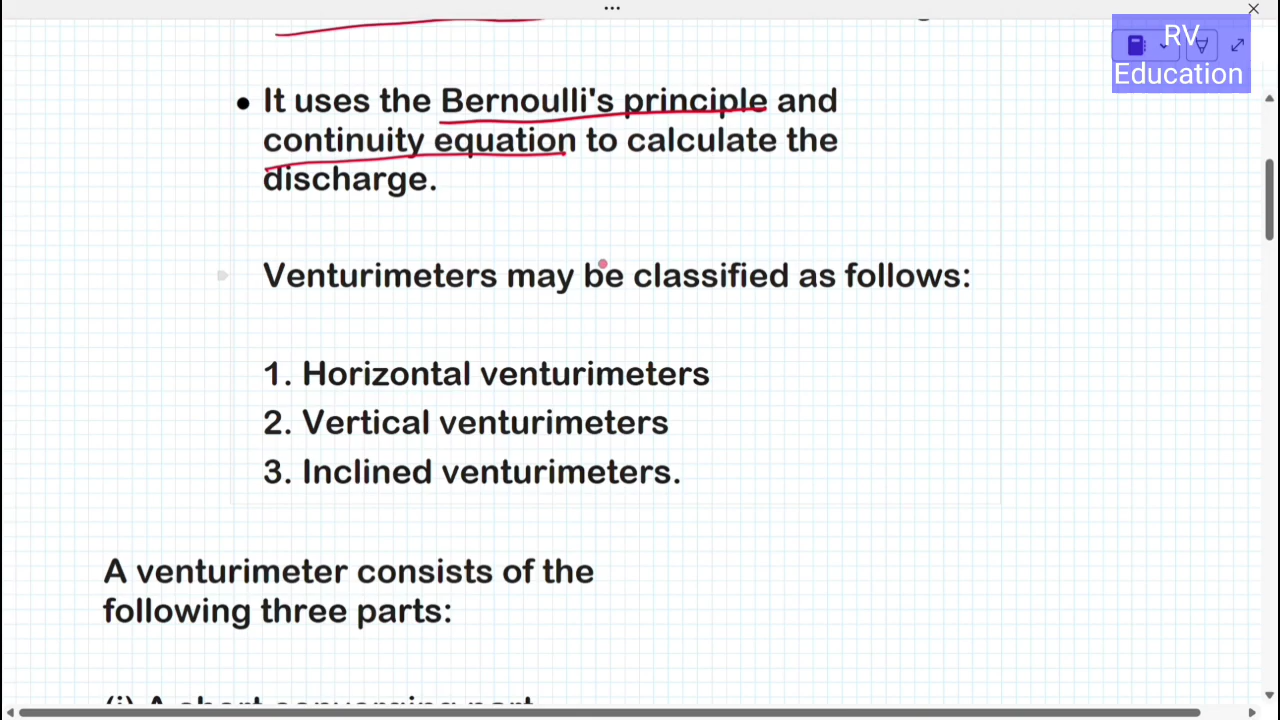 RV
Education
• It uses the Bernoulli's principle and
continuity equation to calculate the
discharge.
Venturimeters may be classified as follows:
1. Horizontal venturimeters
2. Vertical venturimeters
3. Inclined venturimeters.
A venturimeter consists of the
following three parts:
(i) A short converging part